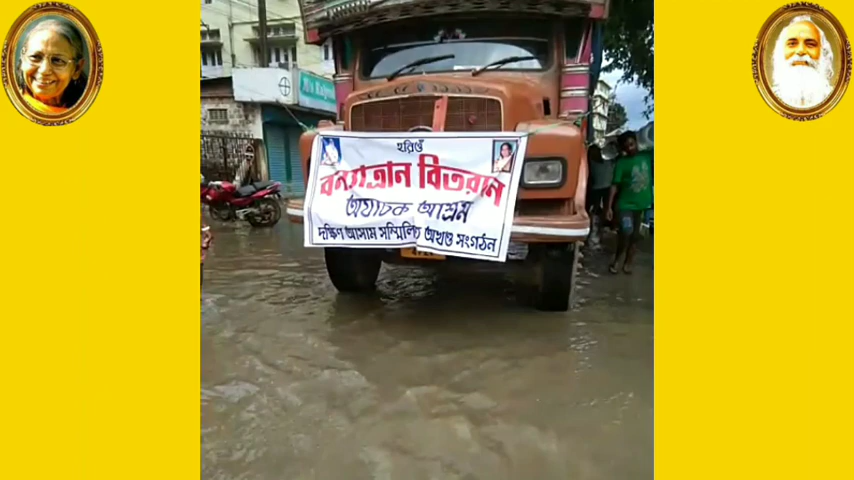 হরিওঁ
বন্যাত্রান বিতরান
অযাচক আশ্রম
দক্ষিণ আসাম সম্মিলিত অখণ্ড সংগঠন